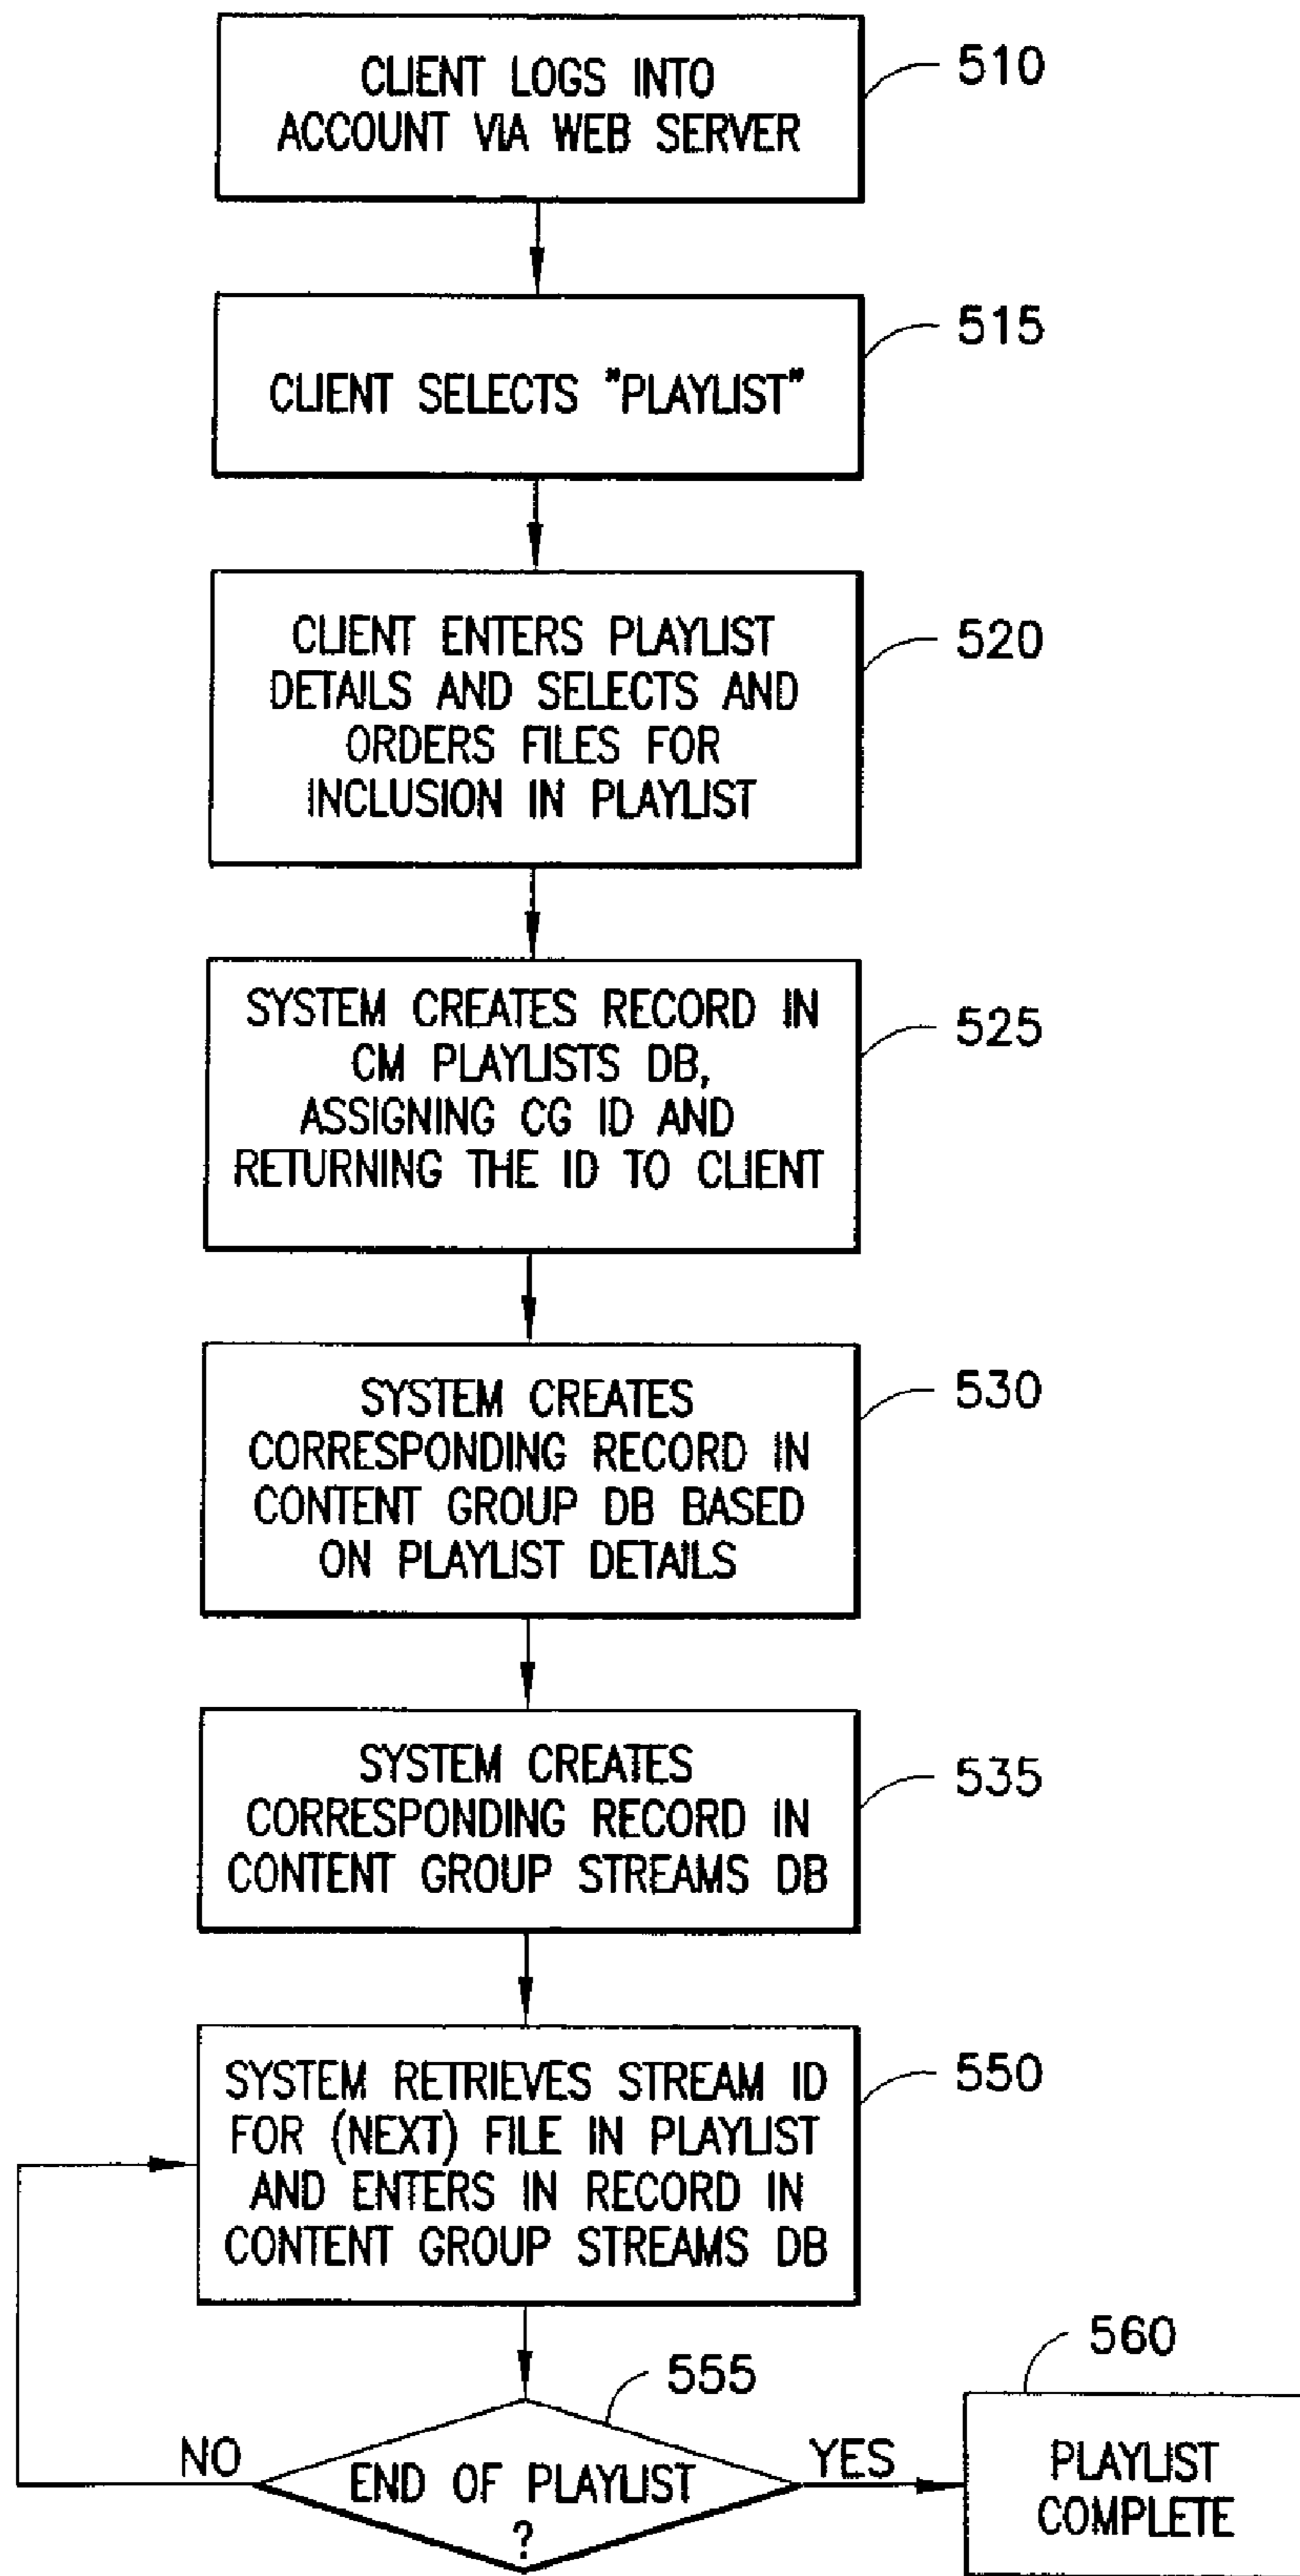 CLIENT LOGS INTO
ACCOUNT VIA WEB SERVER
510
CLIENT SELECTS "PLAYLIST"
515
CLIENT ENTERS PLAYLIST
DETAILS AND SELECTS AND
ORDERS FILES FOR
INCLUSION IN PLAYLIST
520
SYSTEM CREATES RECORD IN
CM PLAYLISTS DB,
ASSIGNING CG ID AND
RETURNING THE ID TO CLIENT
525
SYSTEM CREATES
CORRESPONDING RECORD IN
CONTENT GROUP DB BASED
ON PLAYLIST DETAILS
530
SYSTEM CREATES
CORRESPONDING RECORD IN
CONTENT GROUP STREAMS DB
535
SYSTEM RETRIEVES STREAM ID
FOR (NEXT) FILE IN PLAYLIST
AND ENTERS IN RECORD IN
CONTENT GROUP STREAMS DB
550
555
END OF PLAYLIST
?
NO
YES
560
PLAYLIST
COMPLETE